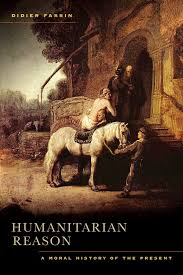 DIDIER FASSIN
HUMANITARIAN
REASON
A MORAL HISTORY OF THE PRESENT